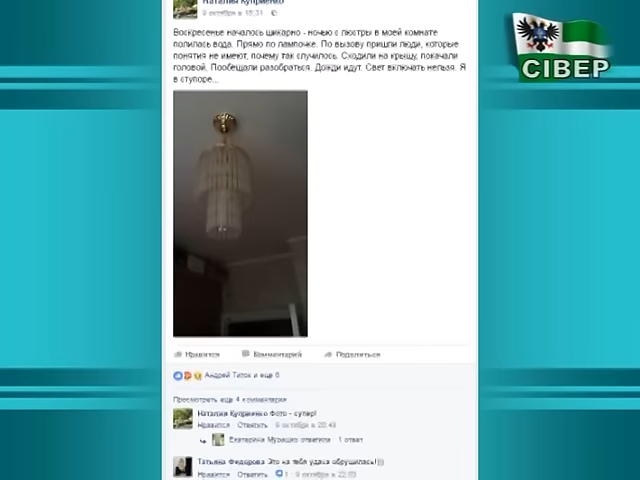 Наталия Куприенко
9 октября в 15:31
СІВЕР
Воскресенье началось шикарно - ночью с люстры в моей комнате
полилась вода. Прямо по лампочке. По вызову пришли люди, которые
понятия не имеют, почему так случилось. Сходили на крышу, покачали
головой. Пообещали разобраться. Дожди идут. Свет включать нельзя. Я
в ступоре...
Нравится Комментарий Поделиться
Андрей Титок и еще 6
Просмотреть еще 4 комментария
Наталия Куприенко Фото - супер!
Нравится Ответить 9 октября в 20:43
Екатерина Мурашко ответила 1 ответ
Татьяна Федорова Это на тебя удача обрушилась!)))
Нравится Ответить 1 9 октября в 22:03